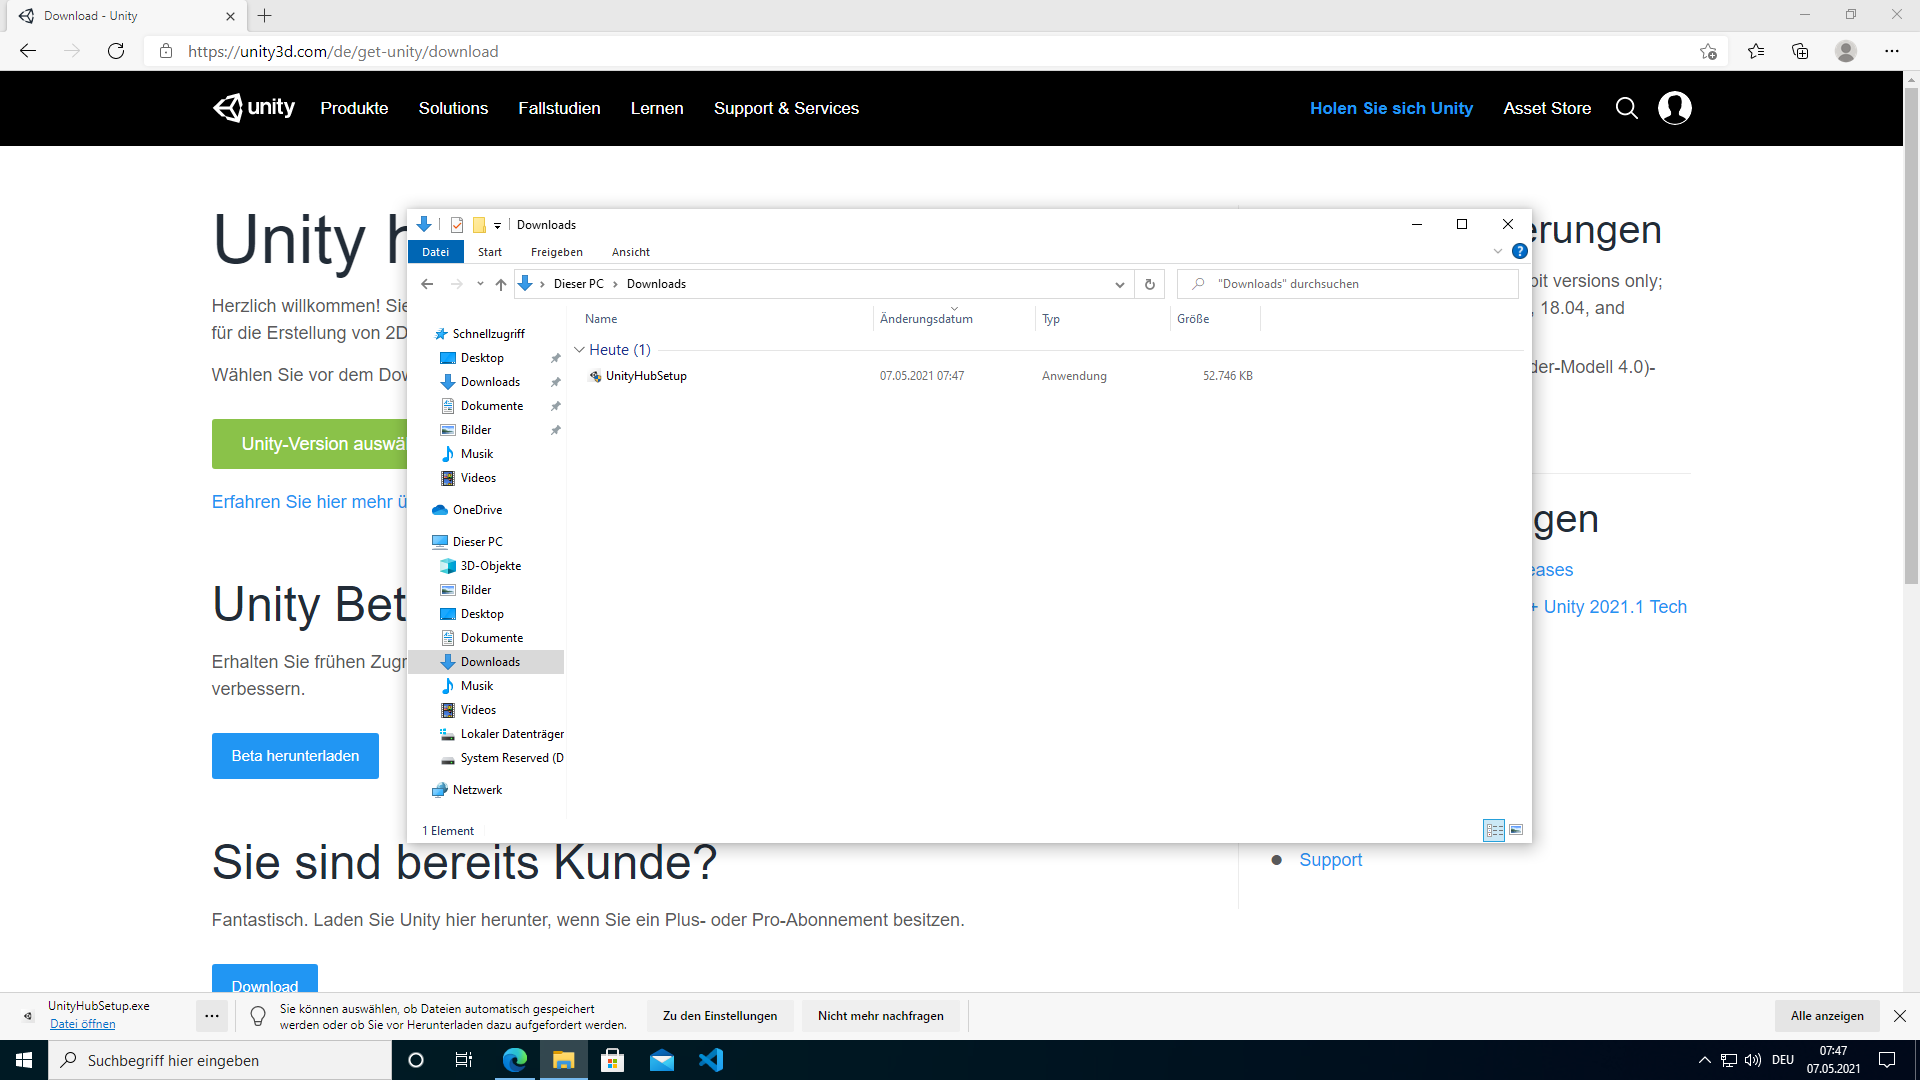 Download - Unity
https://unity3d.com/de/get-unity/download
unity
Produkte
Solutions
Fallstudien
Lernen
Support & Services
Holen Sie sich Unity
Asset Store
Unity h
Herzlich willkommen! Sie
für die Erstellung von 2D
Wählen Sie vor dem Dow
Unity-Version auswäl
Erfahren Sie hier mehr ü
Unity Bet
Erhalten Sie frühen Zugr
verbessern.
Beta herunterladen
Downloads
Datei
Start
Freigeben
Ansicht
?
Dieser PC
Downloads
"Downloads" durchsuchen
Name
Änderungsdatum
Typ
Größe
Schnellzugriff
Desktop
Downloads
Dokumente
Bilder
Musik
Videos
OneDrive
Dieser PC
3D-Objekte
Bilder
Desktop
Dokumente
Downloads
Musik
Videos
Lokaler Datenträger
System Reserved (D
Netzwerk
Heute (1)
UnityHubSetup
07.05.2021 07:47
Anwendung
52.746 KB
1 Element
erungen
bit versions only;
, 18.04, and
der-Modell 4.0)-
gen
eases
+ Unity 2021.1 Tech
Support
Sie sind bereits Kunde?
Fantastisch. Laden Sie Unity hier herunter, wenn Sie ein Plus- oder Pro-Abonnement besitzen.
Download
UnityHubSetup.exe
Datei öffnen
Sie können auswählen, ob Dateien automatisch gespeichert
werden oder ob Sie vor Herunterladen dazu aufgefordert werden.
Zu den Einstellungen
Nicht mehr nachfragen
Alle anzeigen
Suchbegriff hier eingeben
DEU
07:47
07.05.2021